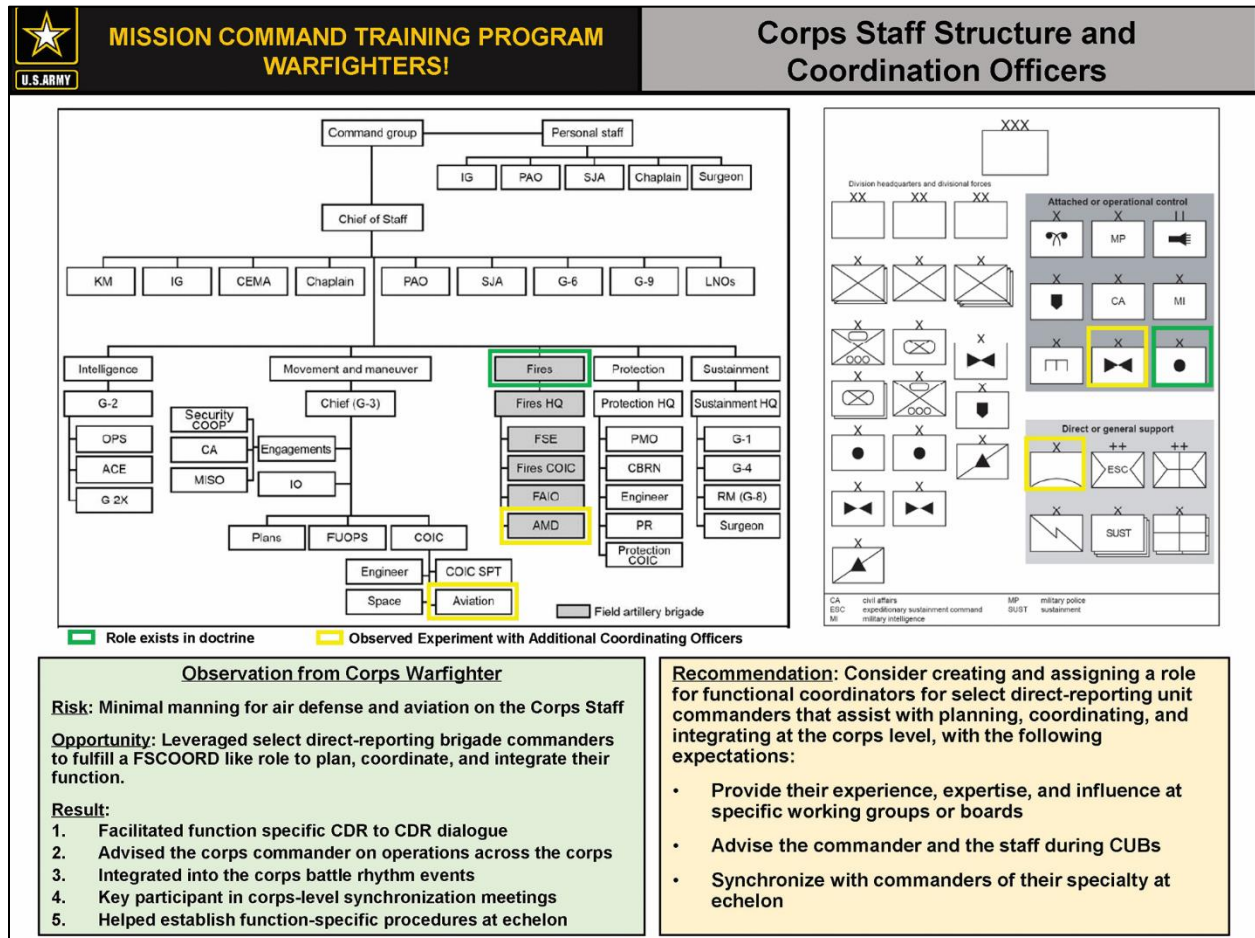 U.S.ARMY
MISSION COMMAND TRAINING PROGRAM
WARFIGHTERS!
Corps Staff Structure and
Coordination Officers
Command group
Personal staff
IG
PAO
SJA
Chaplain
Surgeon
Chief of Staff
KM
IG
CEMA
Chaplain
PAO
SJA
G-6
G-9
LNOs
Intelligence
Movement and maneuver
Fires
Protection
Sustainment
G-2
OPS
ACE
G 2X
Chief (G-3)
Security
COOP
CA
MISO
Engagements
IO
Plans
FUOPS
COIC
Engineer
COIC SPT
Space
Aviation
Fires HQ
FSE
Fires COIC
FAIO
AMD
Protection HQ
PMO
CBRN
Engineer
PR
Protection
COIC
Sustainment HQ
G-1
G-4
RM (G-8)
Surgeon
Field artillery brigade
Role exists in doctrine
Observed Experiment with Additional Coordinating Officers
XXX
Division headquarters and divisional forces
XX XX XX
X X X
X X X
X X X
X X X
X X
X
Attached or operational control
X X II
MP
X X X
CA MI
X X X
Direct or general support
X ++ ++
ESC
X X X
SUST
CA civil affairs MP military police
ESC expeditionary sustainment command SUST sustainment
MI military intelligence
Observation from Corps Warfighter
Risk: Minimal manning for air defense and aviation on the Corps Staff
Opportunity: Leveraged select direct-reporting brigade commanders
to fulfill a FSCOORD like role to plan, coordinate, and integrate their
function.
Result:
1. Facilitated function specific CDR to CDR dialogue
2. Advised the corps commander on operations across the corps
3. Integrated into the corps battle rhythm events
4. Key participant in corps-level synchronization meetings
5. Helped establish function-specific procedures at echelon
Recommendation: Consider creating and assigning a role
for functional coordinators for select direct-reporting unit
commanders that assist with planning, coordinating, and
integrating at the corps level, with the following
expectations:
• Provide their experience, expertise, and influence at
specific working groups or boards
• Advise the commander and the staff during CUBs
• Synchronize with commanders of their specialty at
echelon